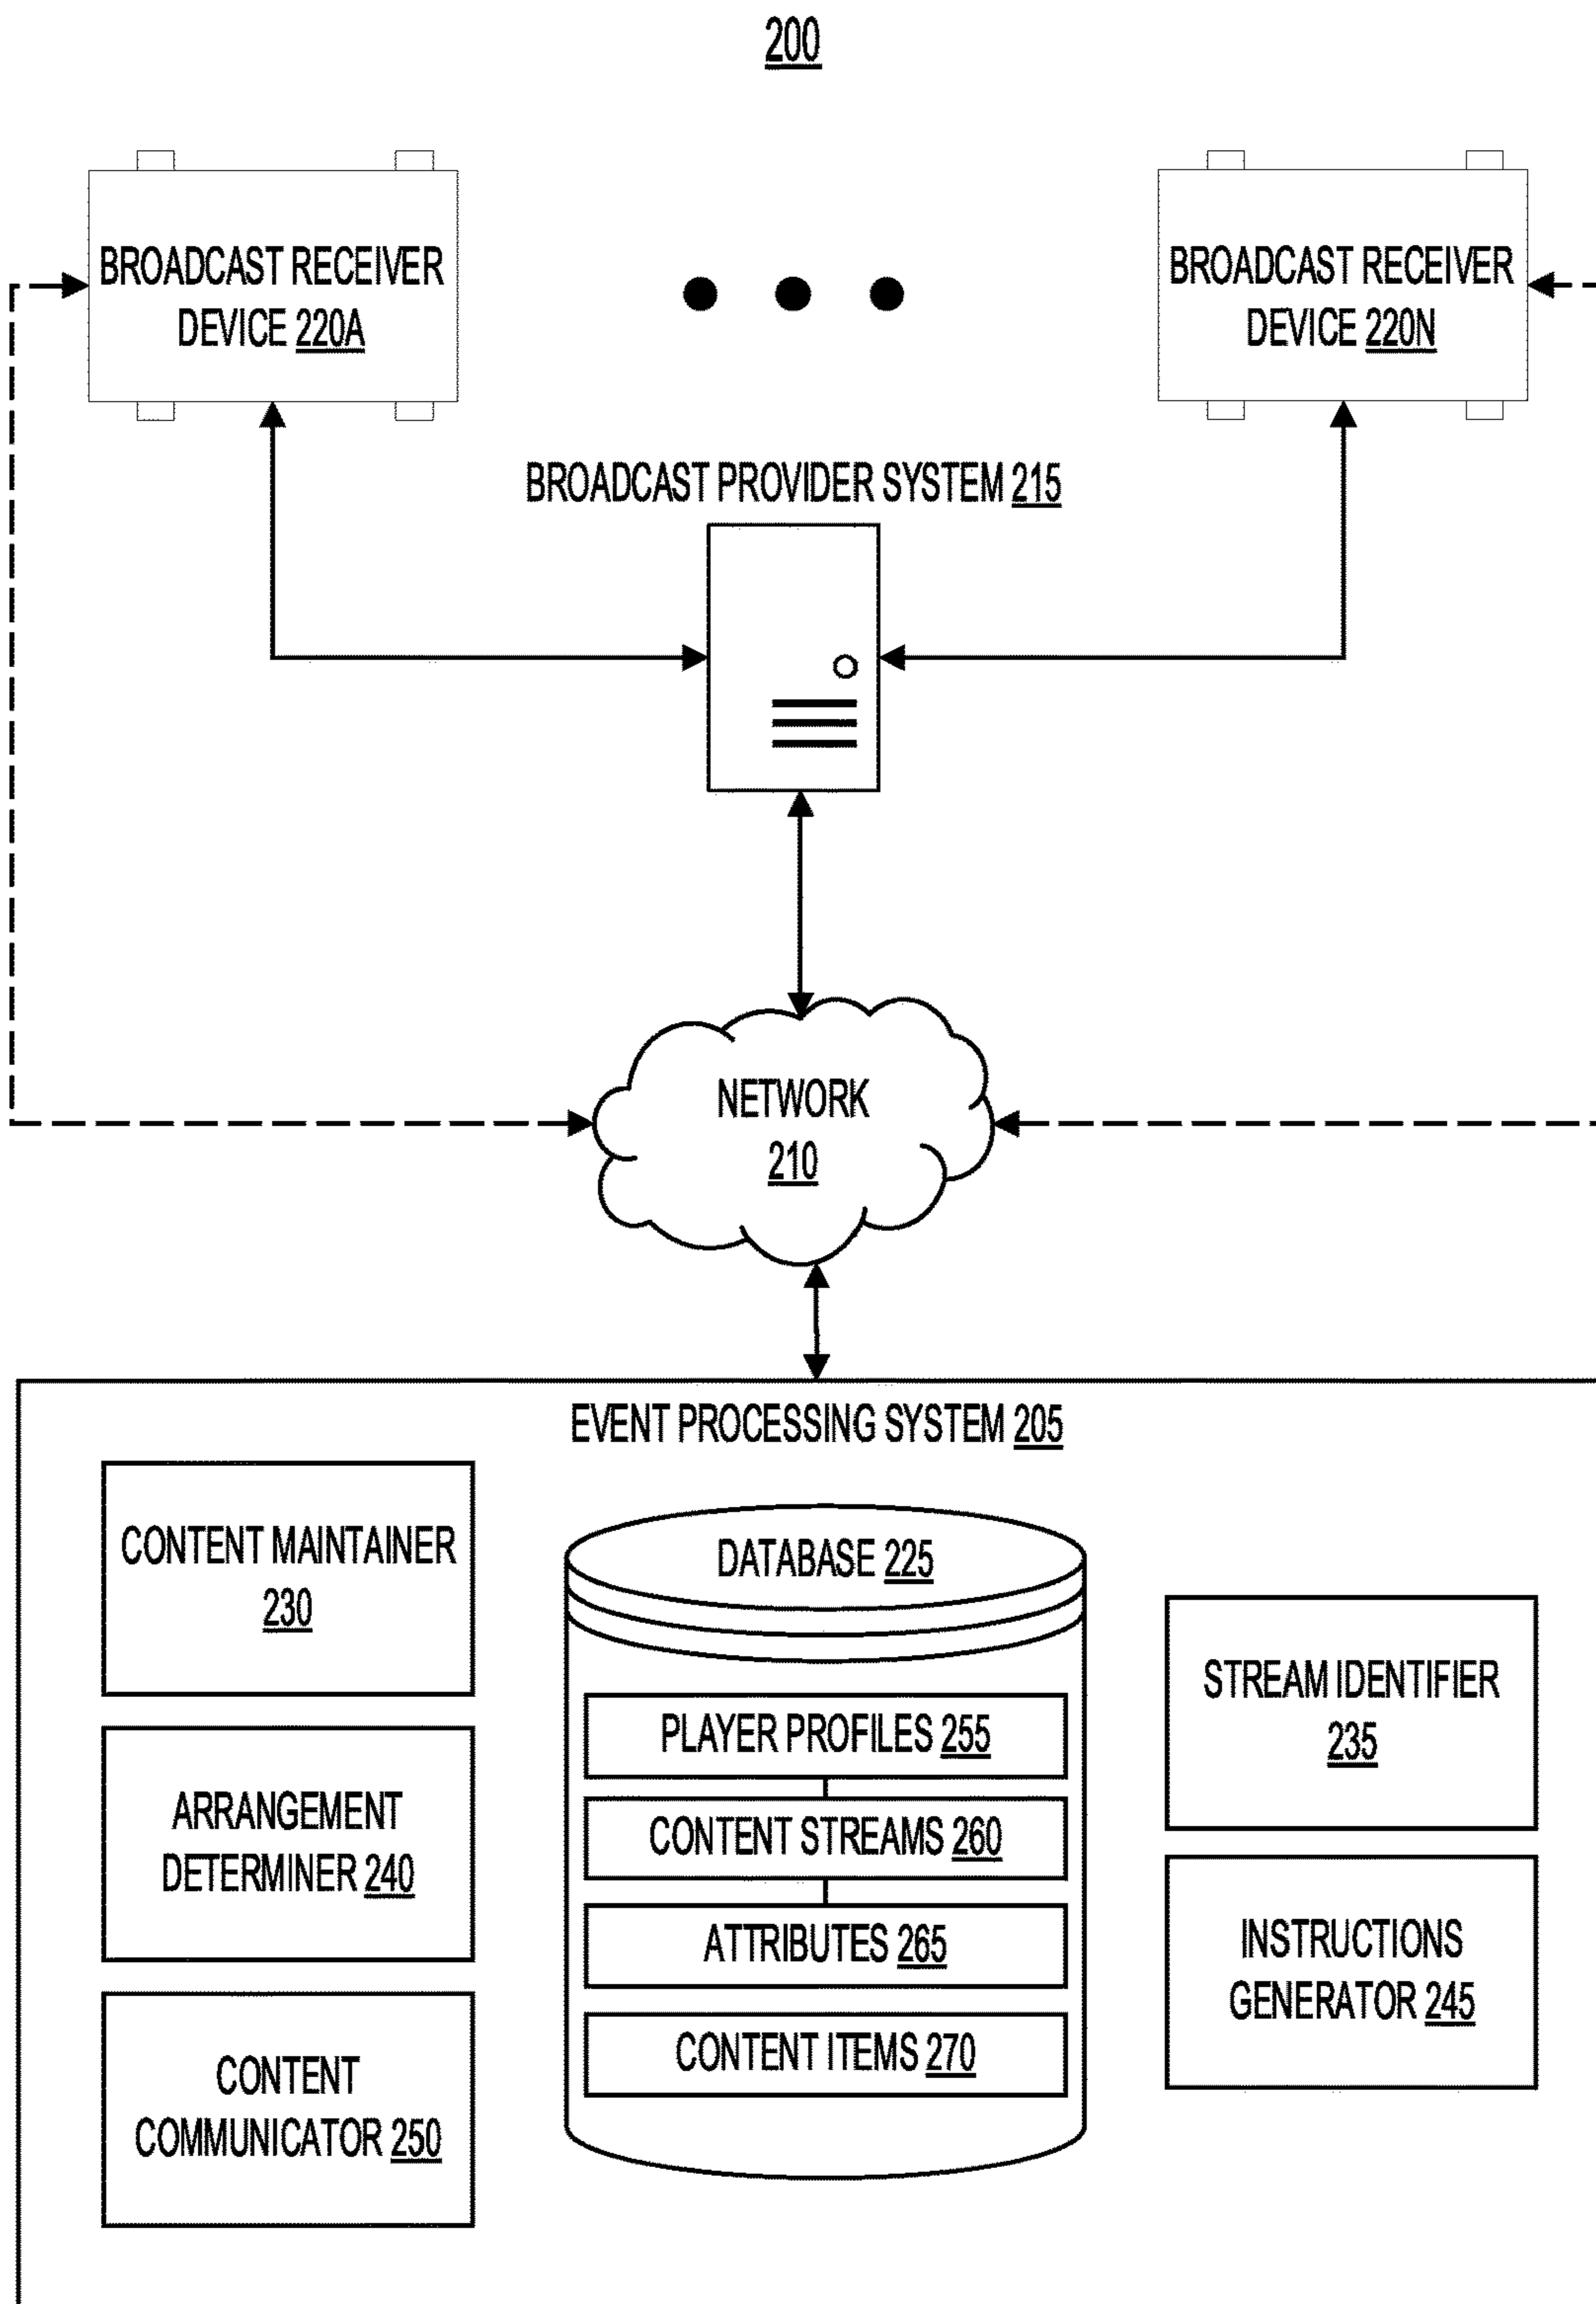 200
BROADCAST RECEIVER
DEVICE 220A
BROADCAST RECEIVER
DEVICE 220N
BROADCAST PROVIDER SYSTEM 215
NETWORK
210
EVENT PROCESSING SYSTEM 205
CONTENT MAINTAINER
230
ARRANGEMENT
DETERMINER 240
CONTENT
COMMUNICATOR 250
DATABASE 225
PLAYER PROFILES 255
CONTENT STREAMS 260
ATTRIBUTES 265
CONTENT ITEMS 270
STREAM IDENTIFIER
235
INSTRUCTIONS
GENERATOR 245